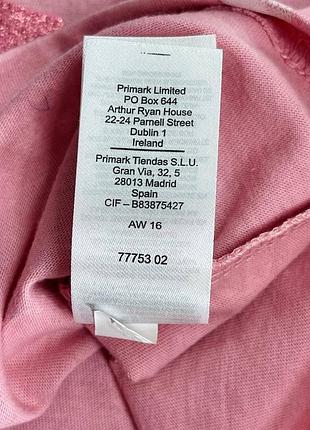 Primark Limited
PO Box 644
Arthur Ryan House
22-24 Parnell Street
Dublin 1
Ireland
Primark Tiendas S.L.U.
Gran Via, 32, 5
28013 Madrid
Spain
CIF – B83875427
AW 16
77753 02